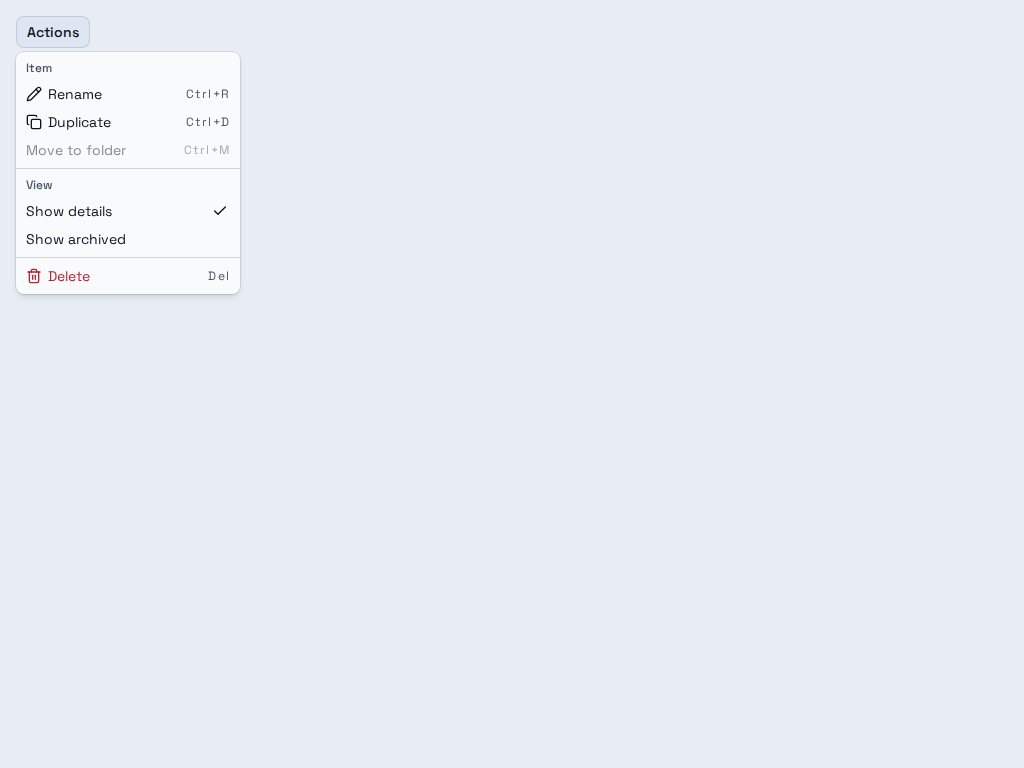 Actions
Item
Rename Ctrl+R
Duplicate Ctrl+D
Move to folder Ctrl+M
View
Show details
Show archived
Delete Del